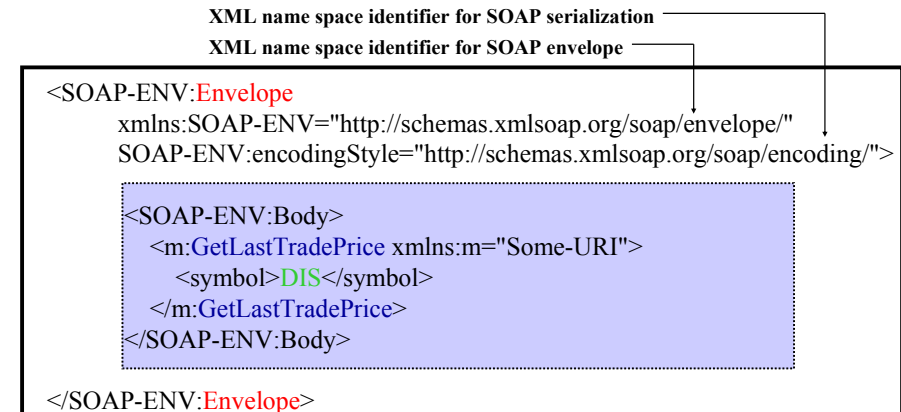 XML name space identifier for SOAP serialization
XML name space identifier for SOAP envelope
<SOAP-ENV:Envelope
xmlns:SOAP-ENV="http://schemas.xmlsoap.org/soap/envelope/"
SOAP-ENV:encodingStyle="http://schemas.xmlsoap.org/soap/encoding/">
<SOAP-ENV:Body>
<m:GetLastTradePrice xmlns:m="Some-URI">
<symbol>DIS</symbol>
</m:GetLastTradePrice>
</SOAP-ENV:Body>
</SOAP-ENV:Envelope>